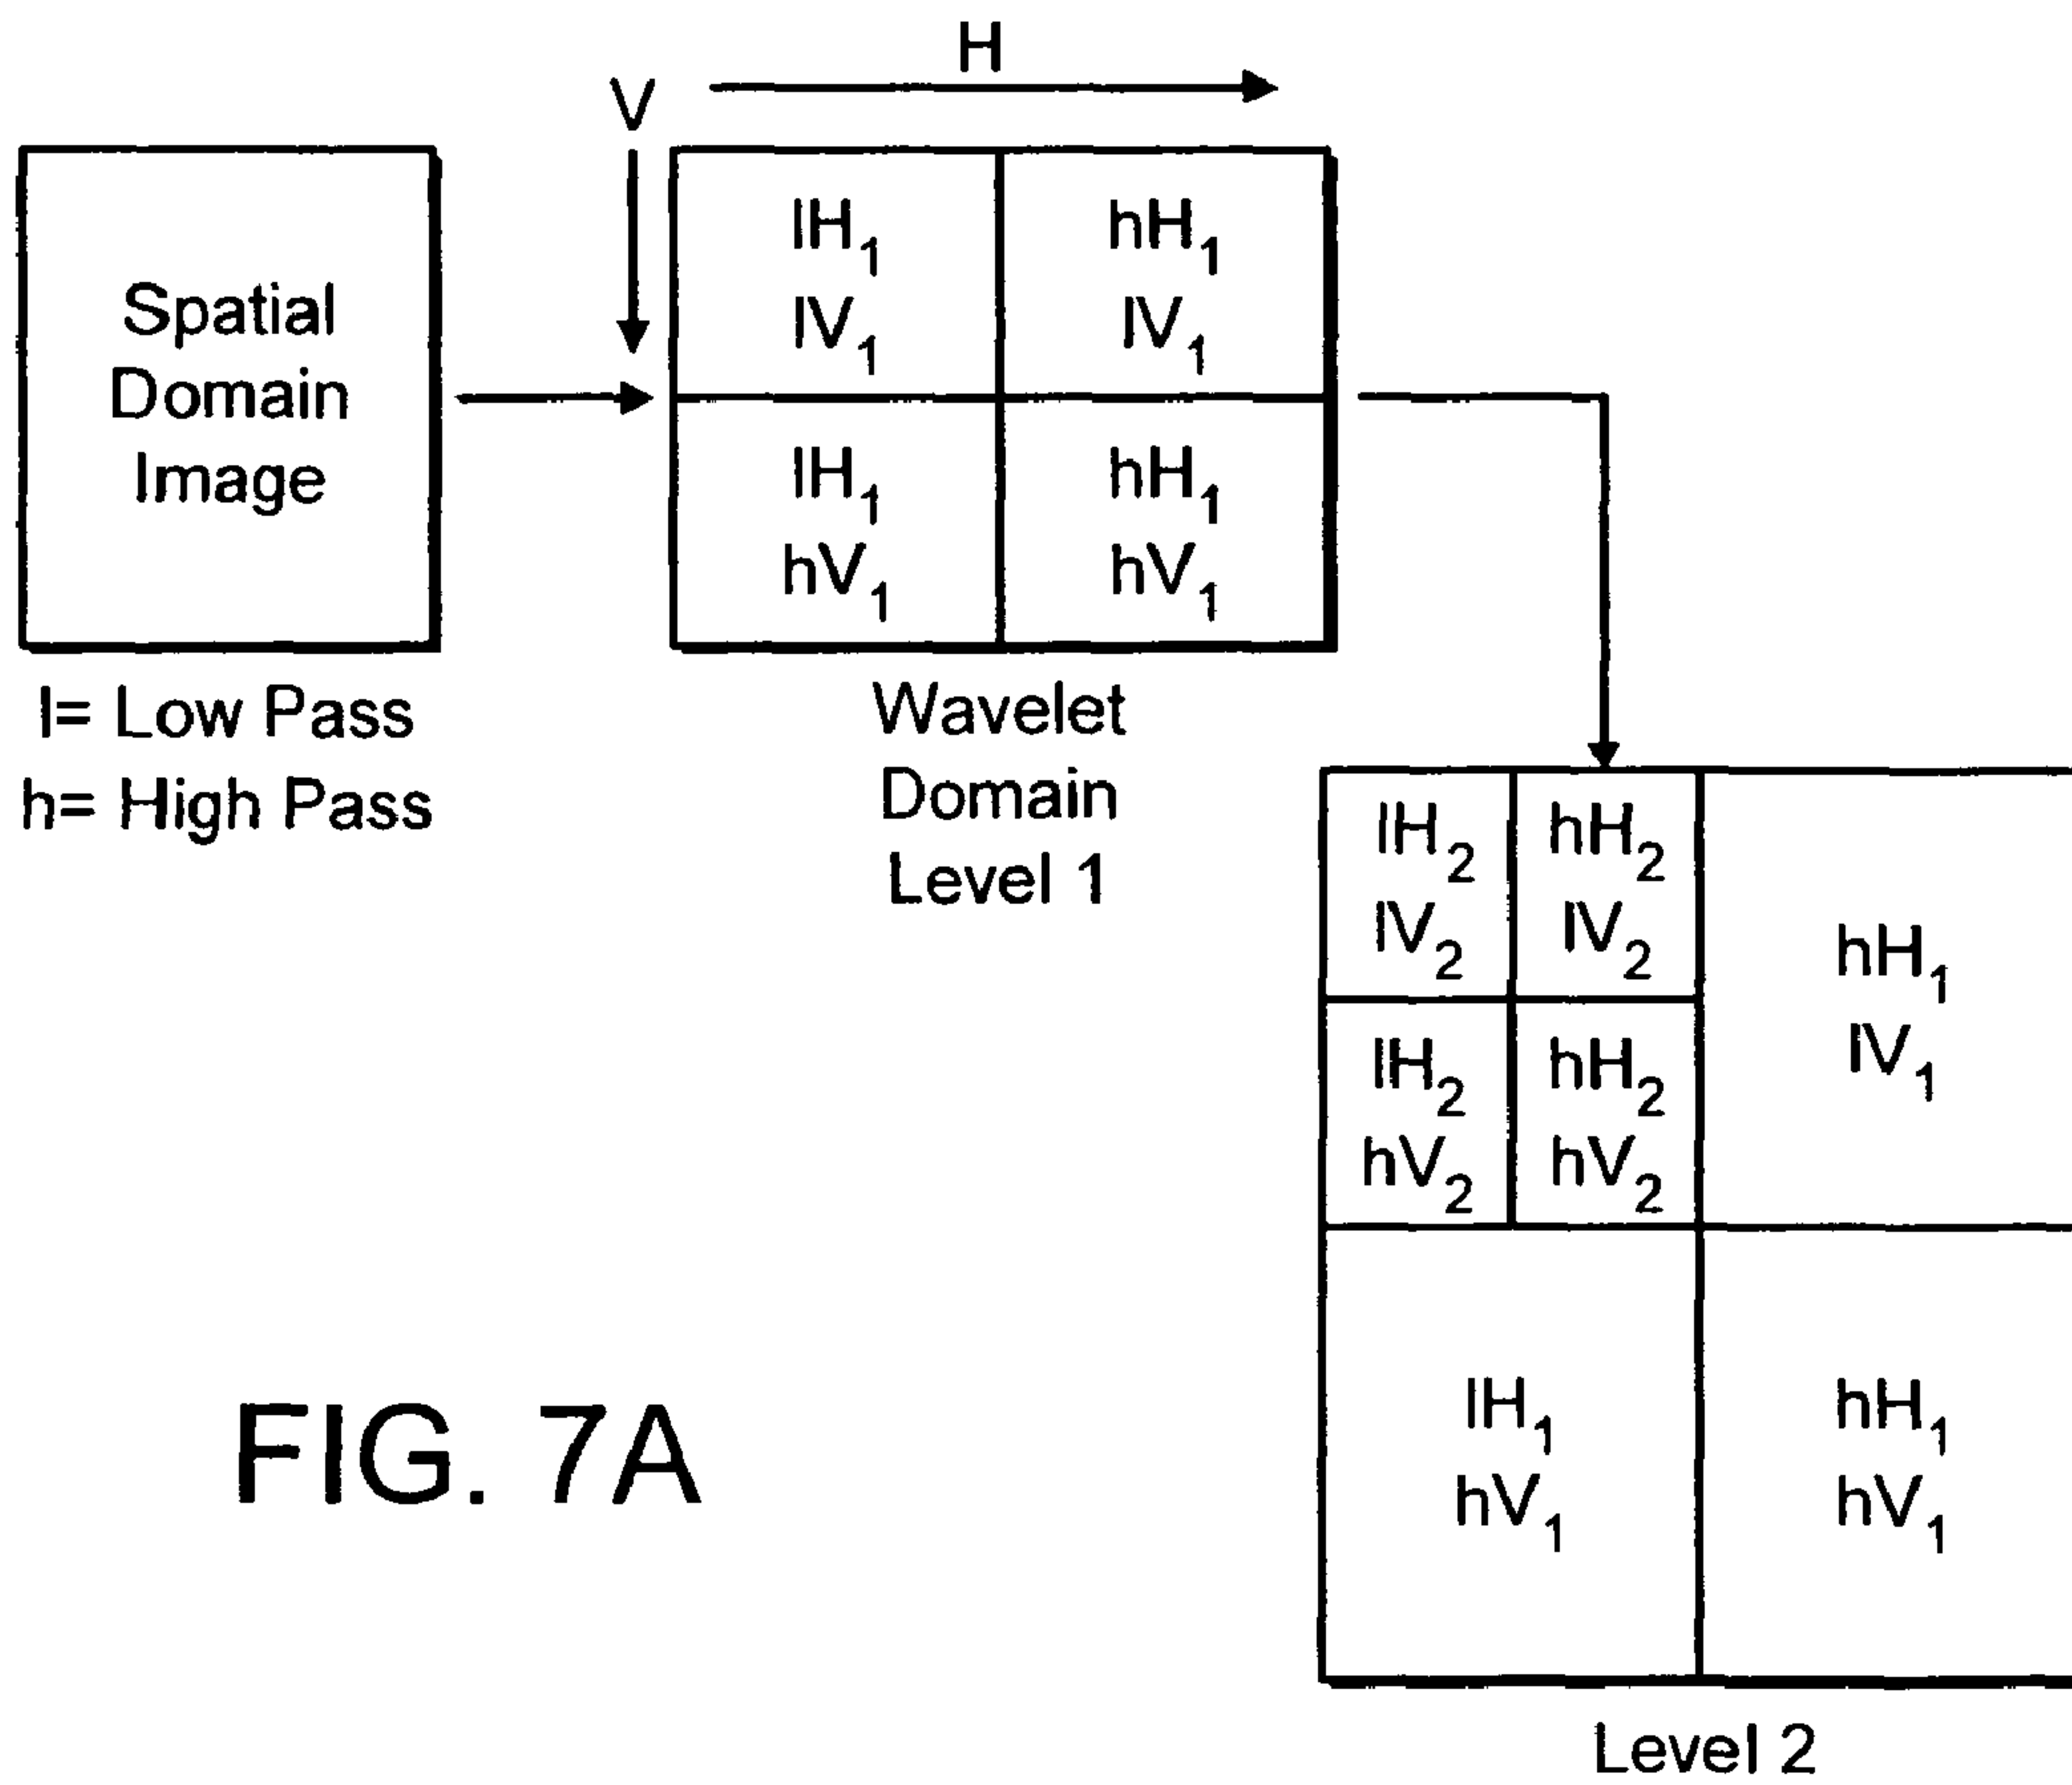 H
V
Spatial
Domain
Image
lH1
lV1
hH1
lV1
lH1
hV1
hH1
hV1
l= Low Pass
h= High Pass
Wavelet
Domain
Level 1
lH2
lV2
hH2
lV2
hH1
lV1
lH2
hV2
hH2
hV2
lH1
hV1
hH1
hV1
FIG. 7A
Level 2